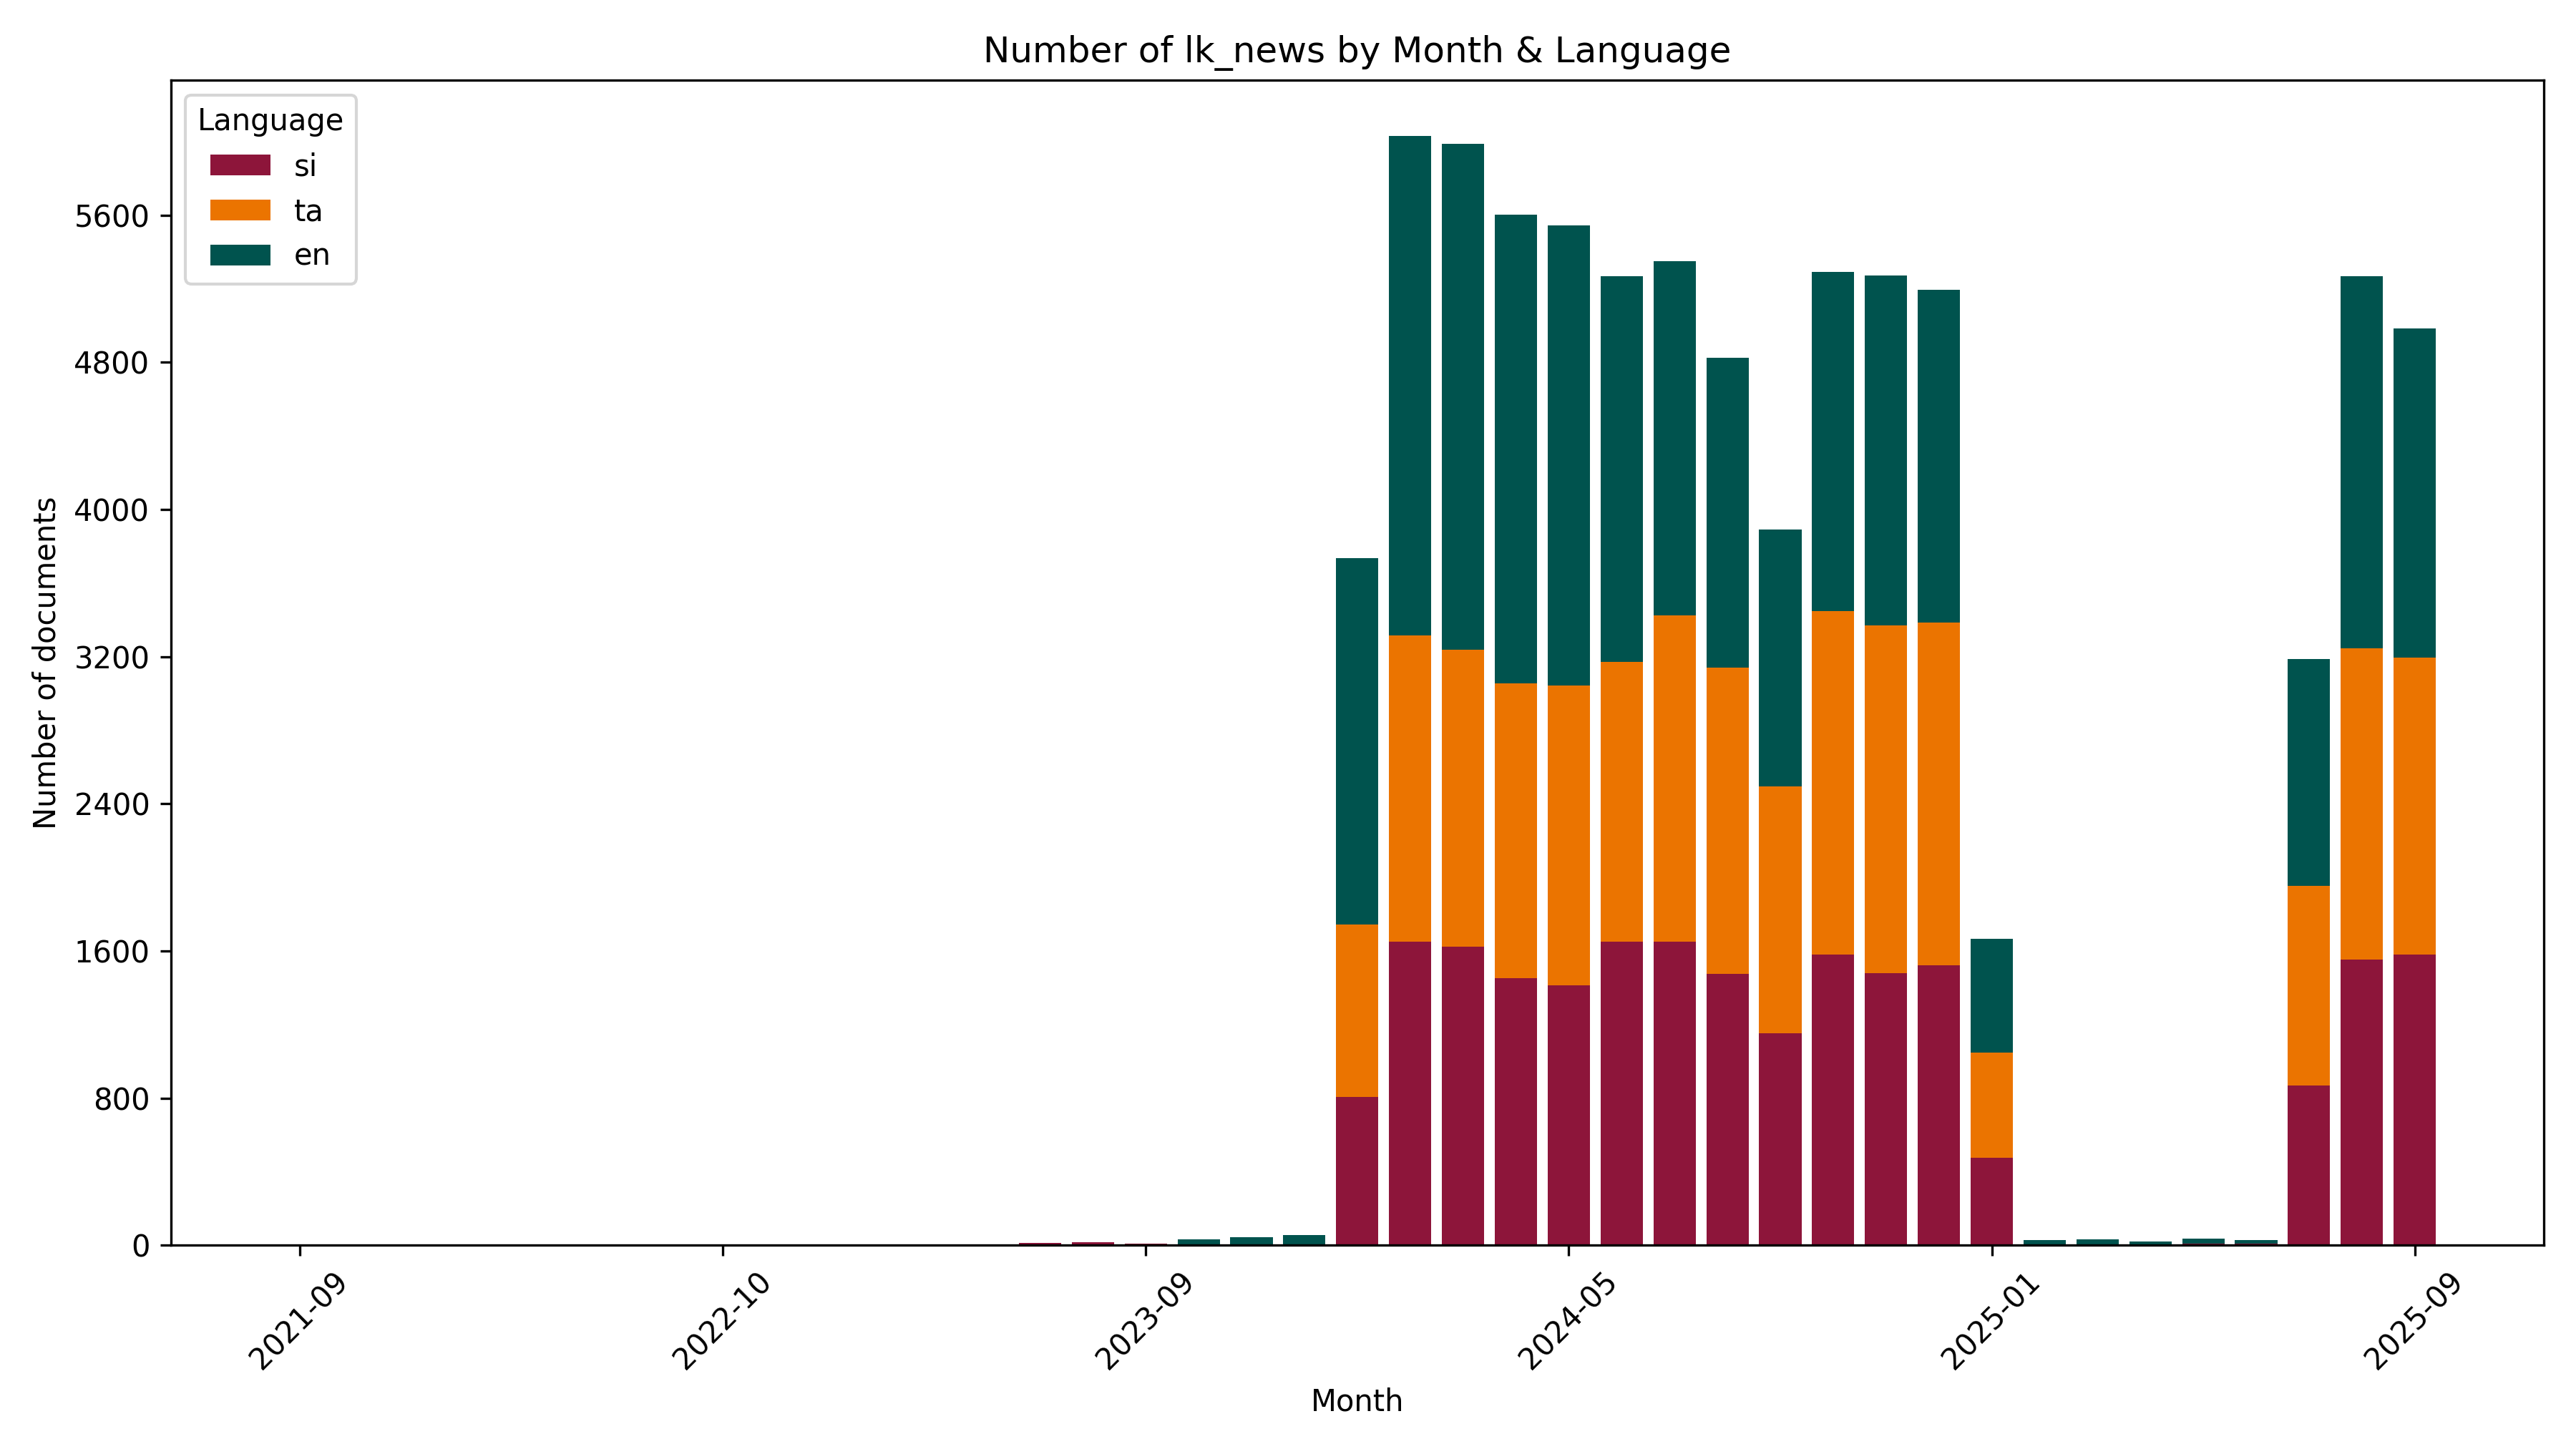 Number of lk_news by Month & Language
Language
si
ta
en
Number of documents
5600
4800
4000
3200
2400
1600
800
0
2021-09
2022-10
2023-09
2024-05
2025-01
2025-09
Month